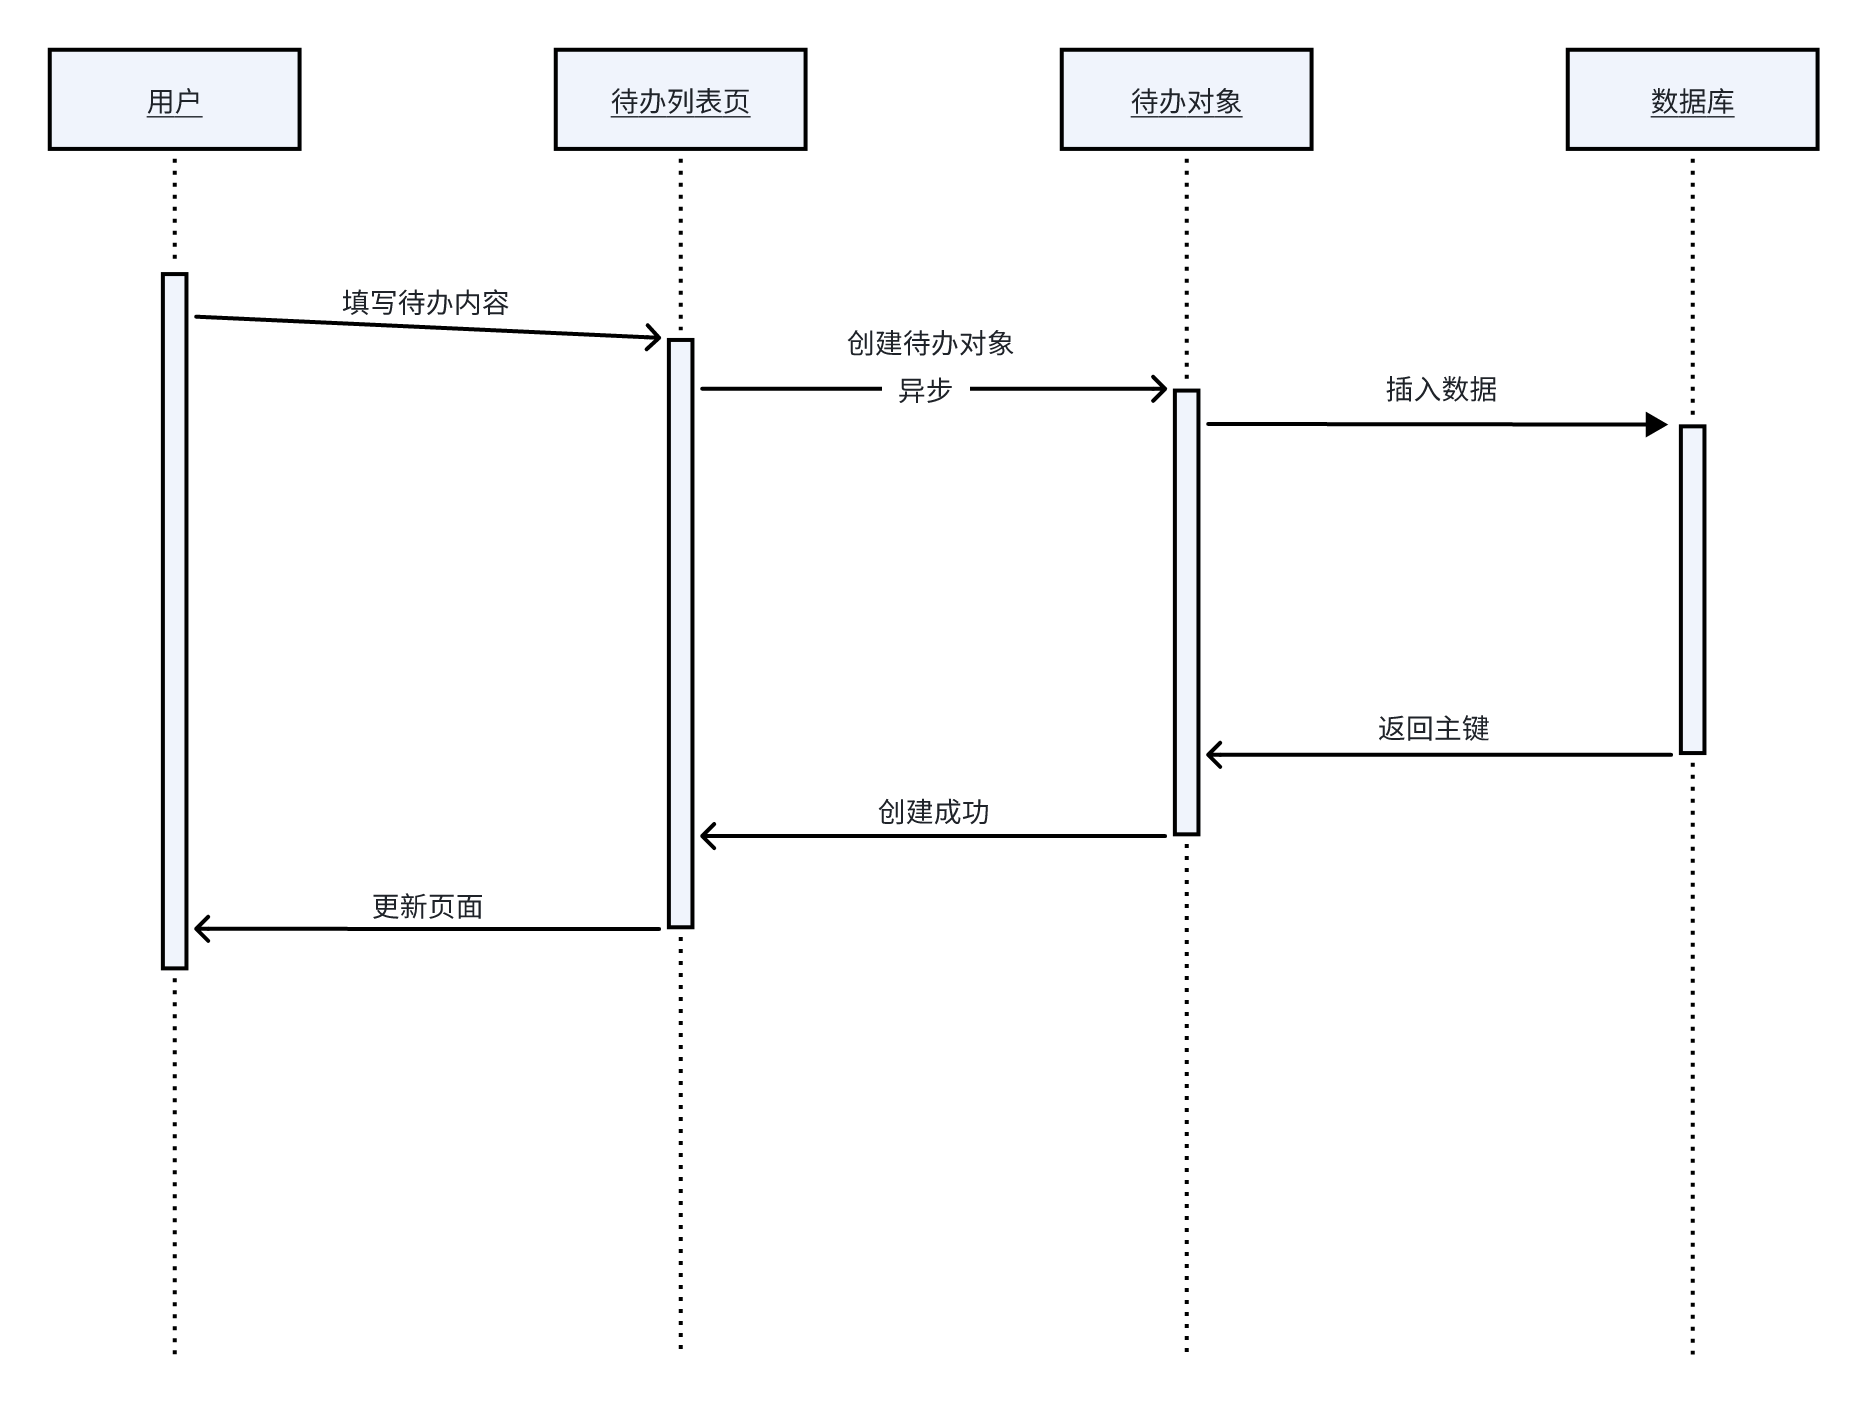 用户
待办列表页
待办对象
数据库
填写待办内容
创建待办对象
异步
插入数据
返回主键
创建成功
更新页面